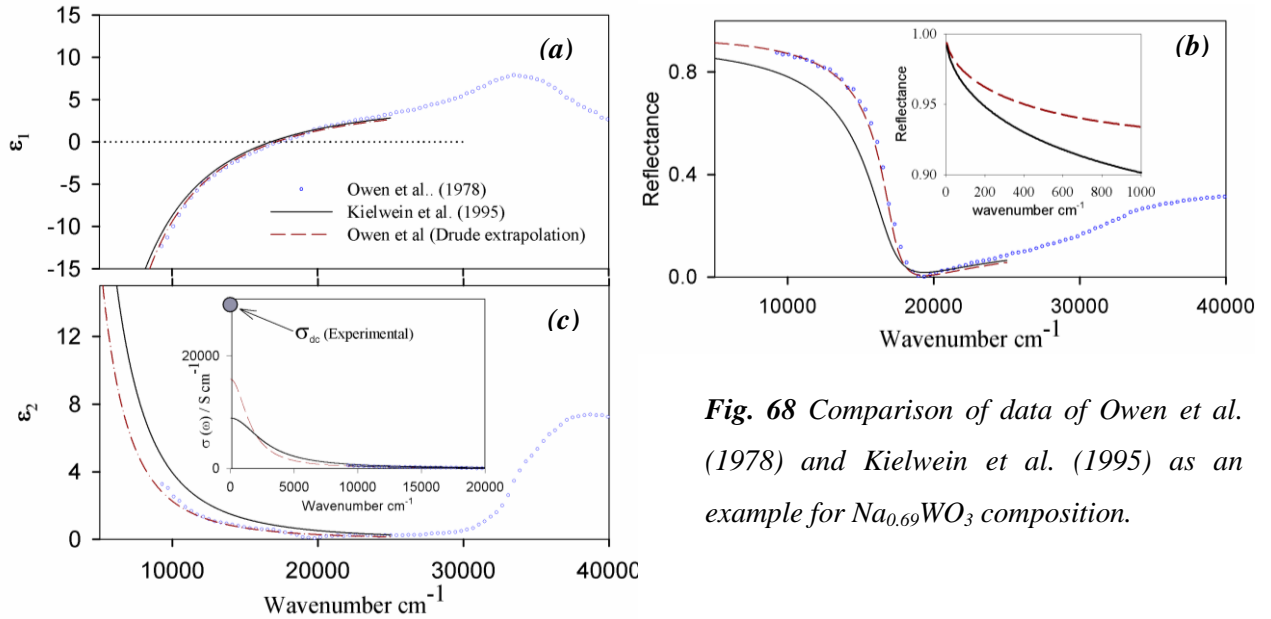 15
10
5
0
-5
-10
-15
ε1
(a)
Owen et al.. (1978)
Kielwein et al. (1995)
Owen et al (Drude extrapolation)
12
8
4
0
ε2
(c)
σdc (Experimental)
20000
0
σ (ω) / S cm-1
0 5000 10000 15000 20000
Wavenumber cm-1
10000 20000 30000 40000
Wavenumber cm-1
(b)
0.8
0.4
0.0
Reflectance
1.00
0.95
0.90
Reflectance
0 200 400 600 800 1000
wavenumber cm-1
10000 20000 30000 40000
Wavenumber cm-1
Fig. 68 Comparison of data of Owen et al.
(1978) and Kielwein et al. (1995) as an
example for Na0.69WO3 composition.